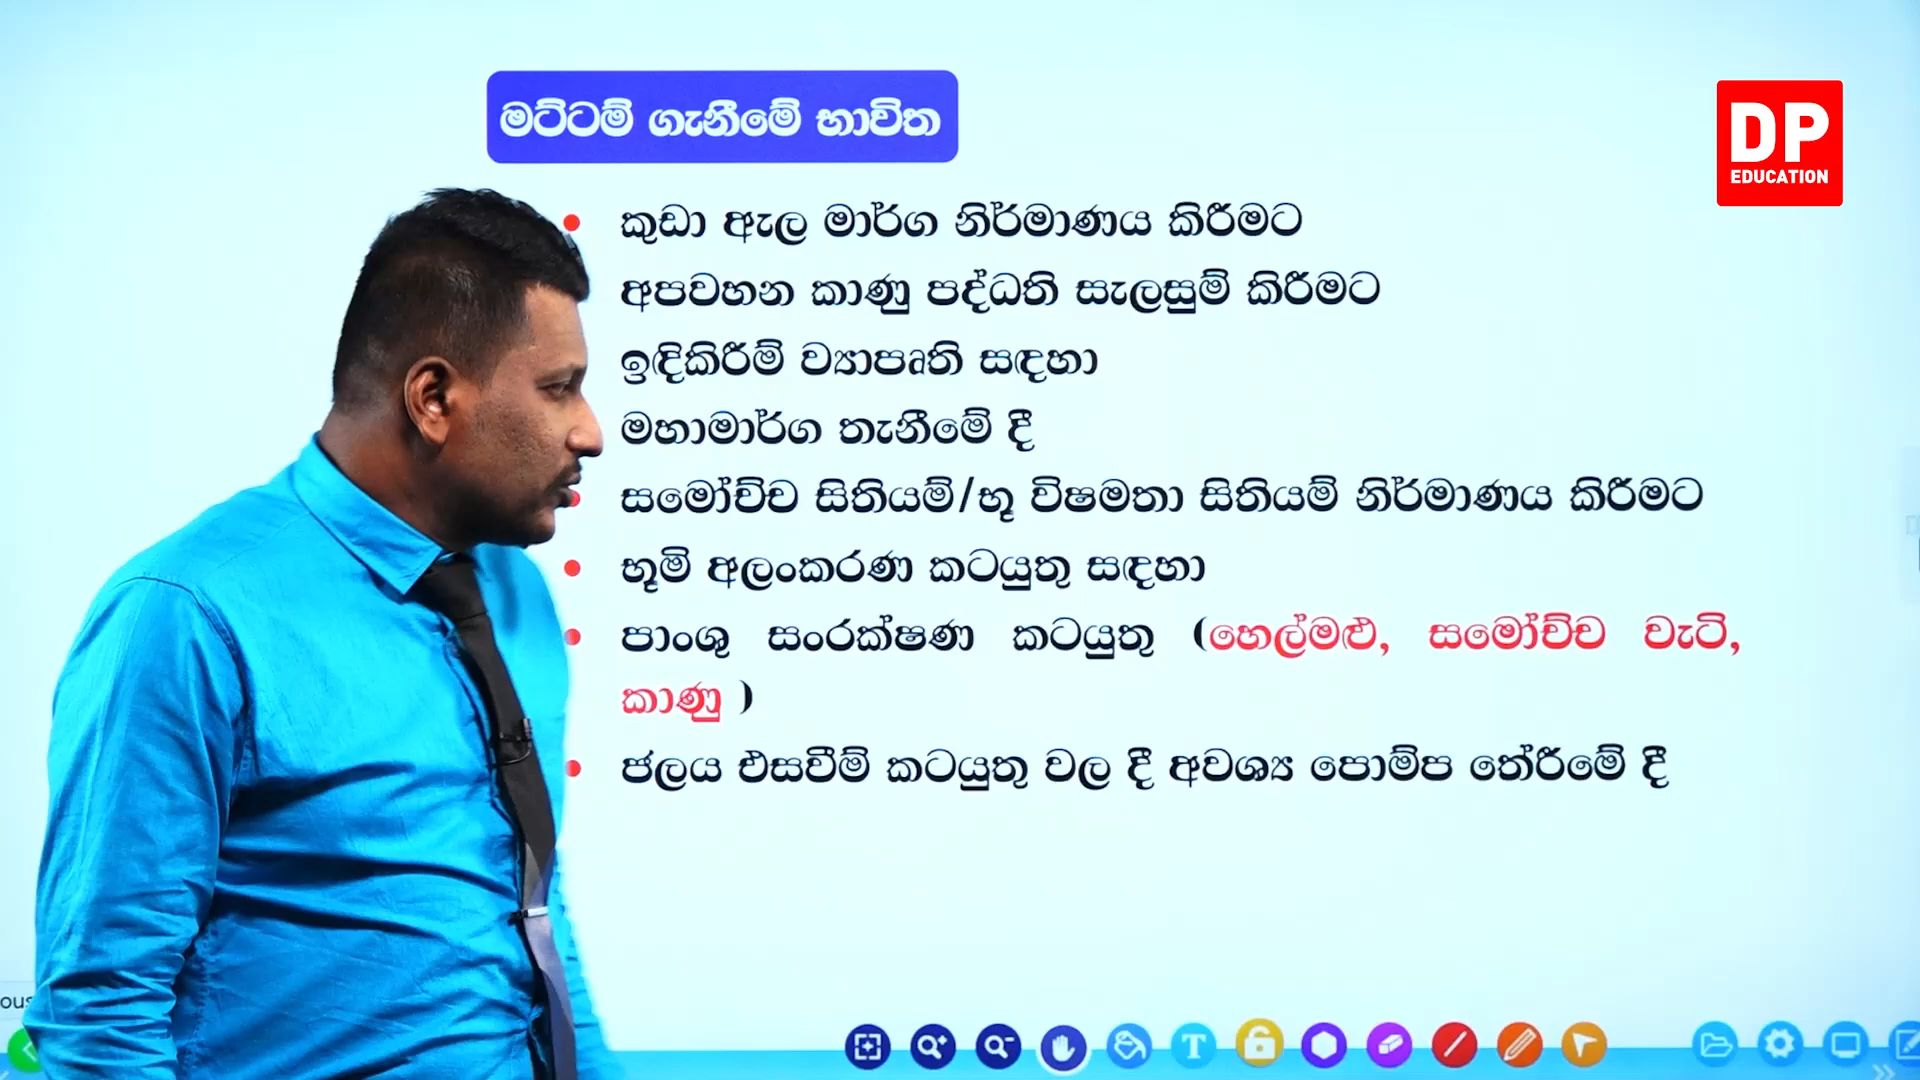 මට්ටම් ගැනීමේ භාවිත
DP
EDUCATION
කුඩා ඇල මාර්ග නිර්මාණය කිරීමට
අපවහන කාණු පද්ධති සැලසුම් කිරීමට
ඉඳිකිරීම් ව්‍යාපෘති සඳහා
මහාමාර්ග තැනීමේ දී
සමෝච්ච සිතියම්/භූ විෂමතා සිතියම් නිර්මාණය කිරීමට
භූමි අලංකරණ කටයුතු සඳහා
පාංශු සංරක්ෂණ කටයුතු (හෙල්මළු, සමෝච්ච වැටි,
කාණු )
ජලය එසවීම් කටයුතු වල දී අවශ්‍ය පොම්ප තේරීමේ දී
T